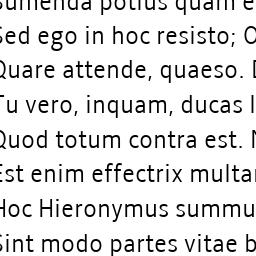 sumenda potius quam e
Sed ego in hoc resisto; O
Quare attende, quaeso.
Tu vero, inquam, ducas l
Quod totum contra est. N
Est enim effectrix multa
Hoc Hieronymus summu
Sint modo partes vitae b